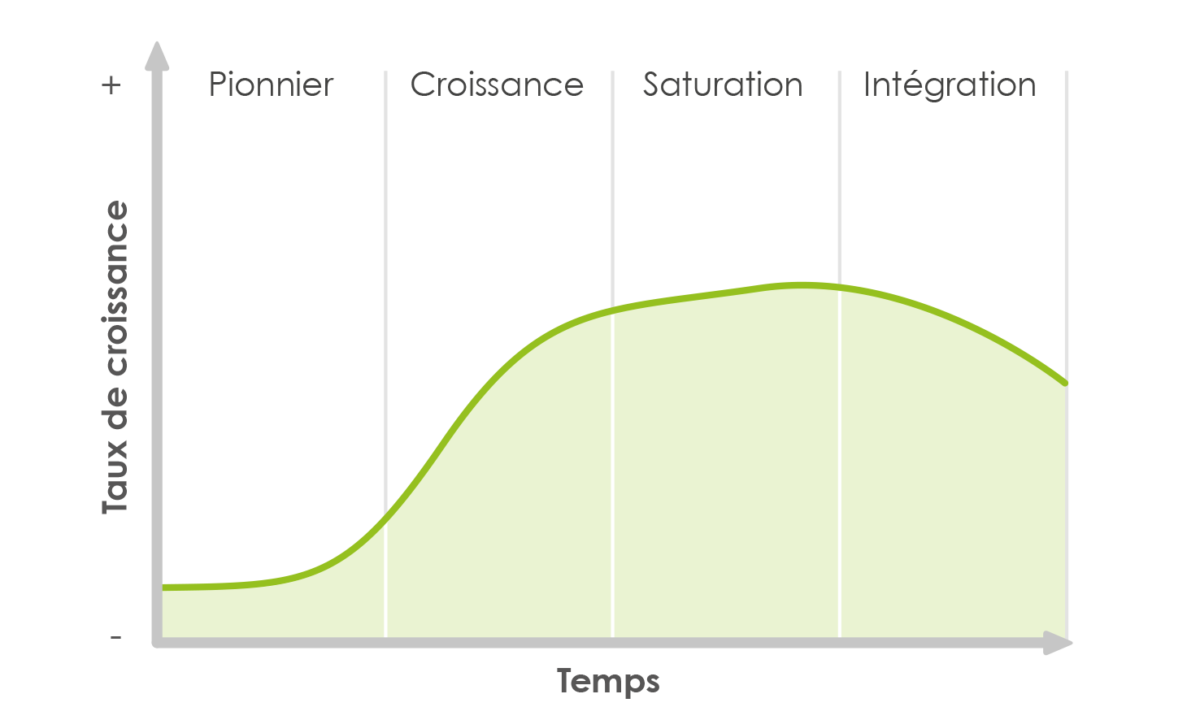 +
Pionnier
Croissance
Saturation
Intégration
Taux de croissance
-
Temps